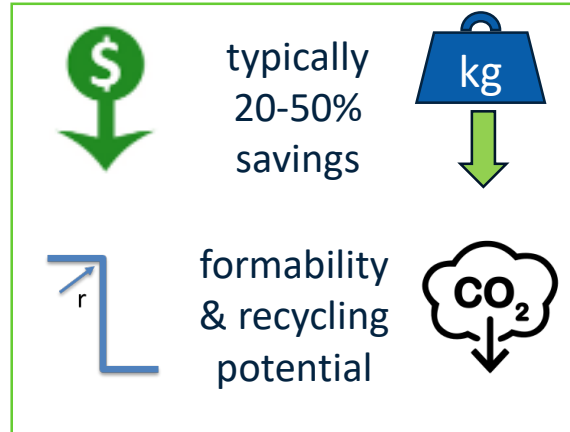 $
typically
20-50%
savings
kg
r
formability
& recycling
potential
CO₂